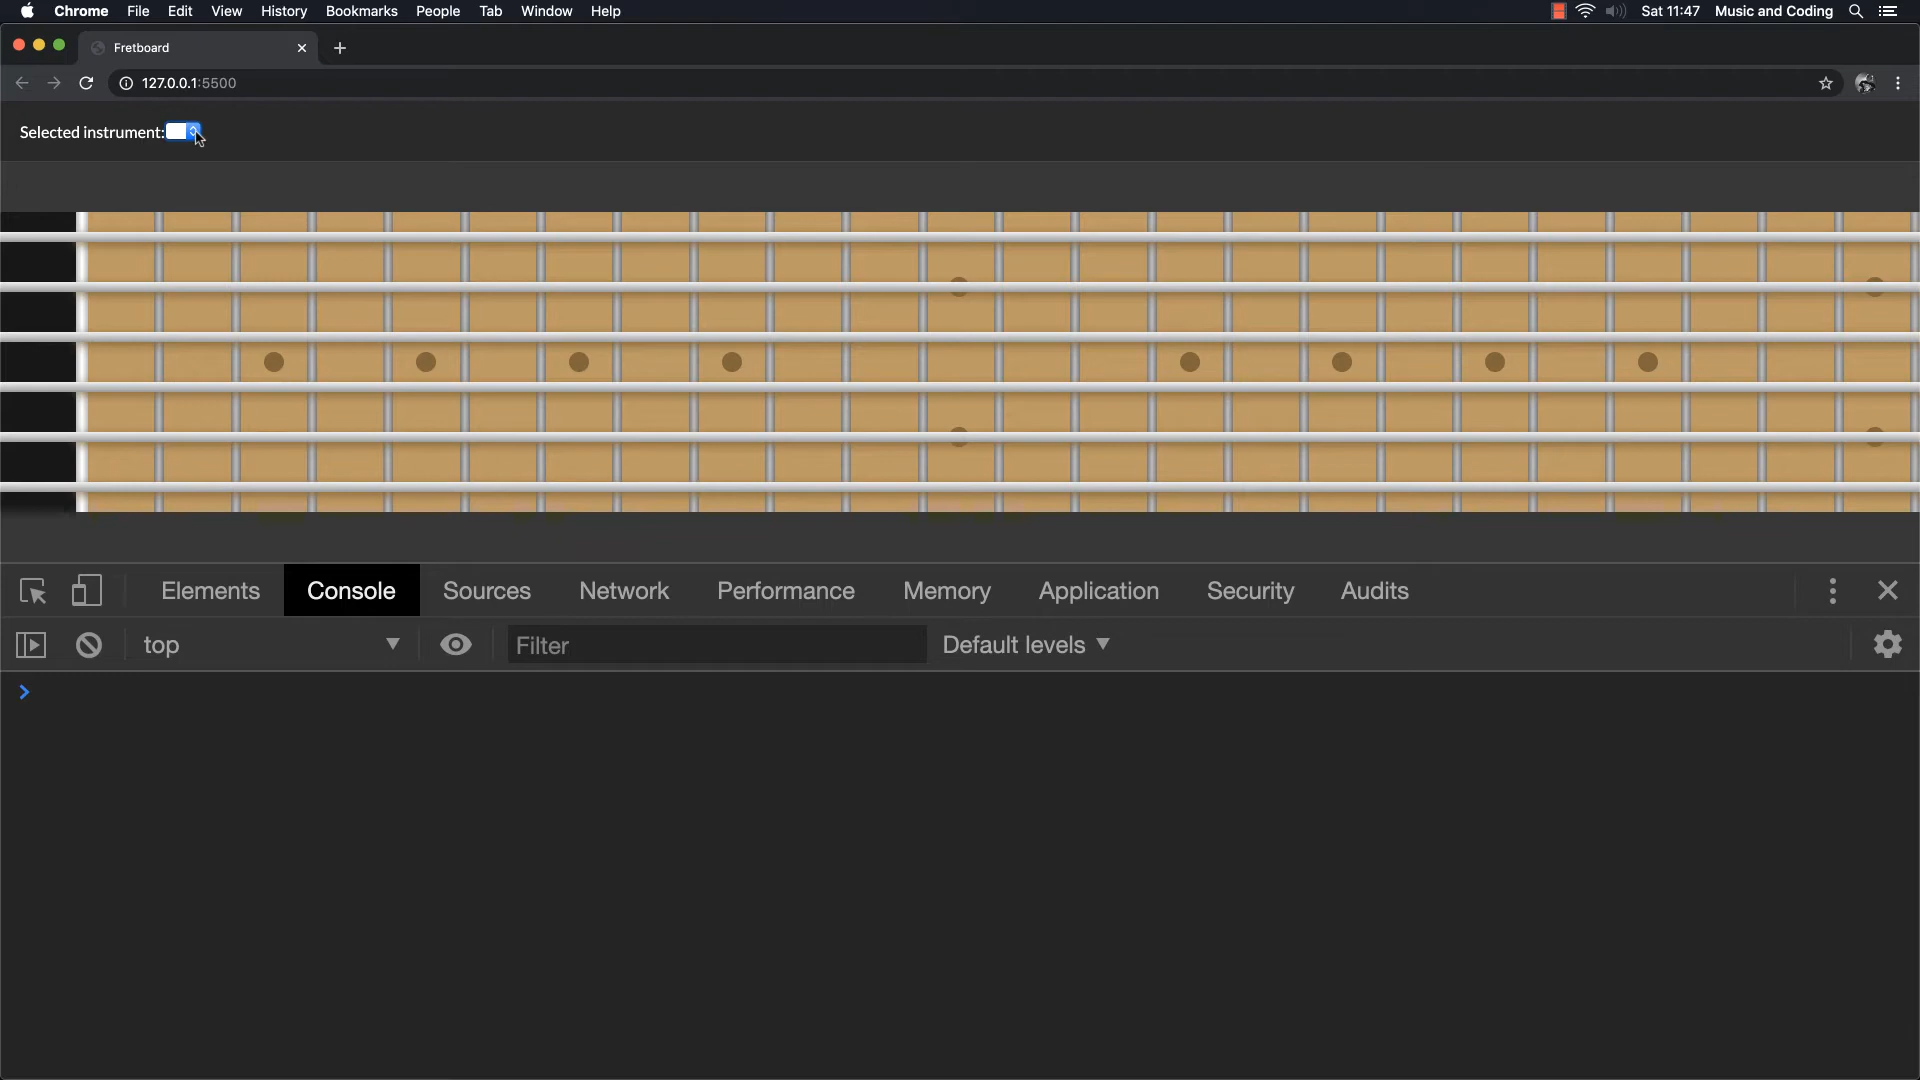 Chrome File Edit View History Bookmarks People Tab Window Help Sat 11:47 Music and Coding
Fretboard
127.0.0.1:5500
Selected instrument:
Elements Console Sources Network Performance Memory Application Security Audits
top Filter Default levels